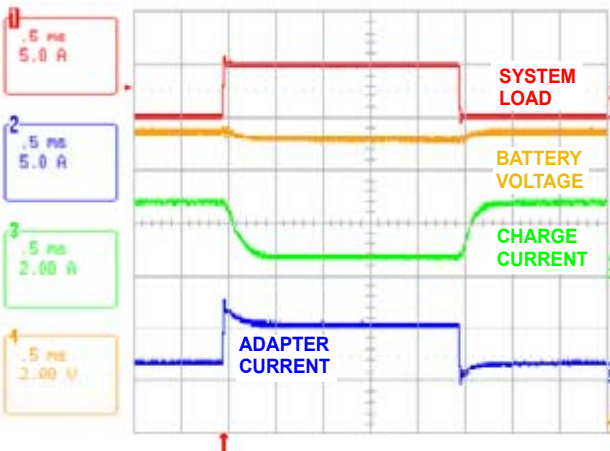 1
.5 ms
5.0 A
2
.5 ms
5.0 A
3
.5 ms
2.00 A
4
.5 ms
2.00 V
SYSTEM
LOAD
BATTERY
VOLTAGE
CHARGE
CURRENT
ADAPTER
CURRENT